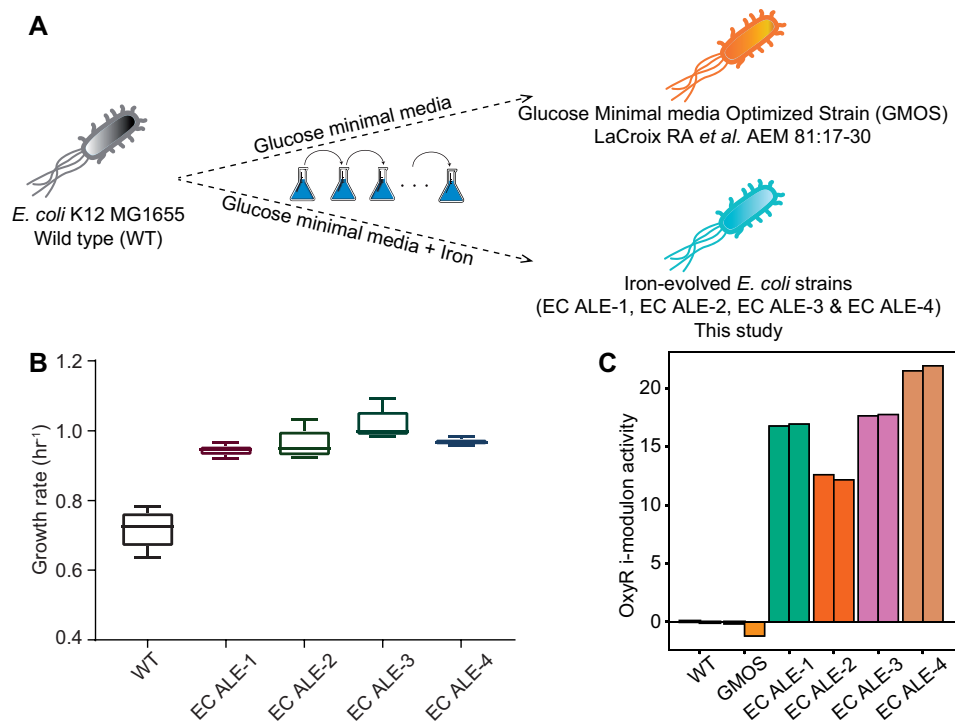 A
E. coli K12 MG1655
Wild type (WT)
Glucose minimal media
Glucose minimal media + Iron
. . .
Glucose Minimal media Optimized Strain (GMOS)
LaCroix RA et al. AEM 81:17-30
Iron-evolved E. coli strains
(EC ALE-1, EC ALE-2, EC ALE-3 & EC ALE-4)
This study
B
Growth rate (hr⁻¹)
1.2
1.0
0.8
0.6
0.4
WT
EC ALE-1
EC ALE-2
EC ALE-3
EC ALE-4
C
OxyR i-modulon activity
20
15
10
5
0
WT
GMOS
EC ALE-1
EC ALE-2
EC ALE-3
EC ALE-4